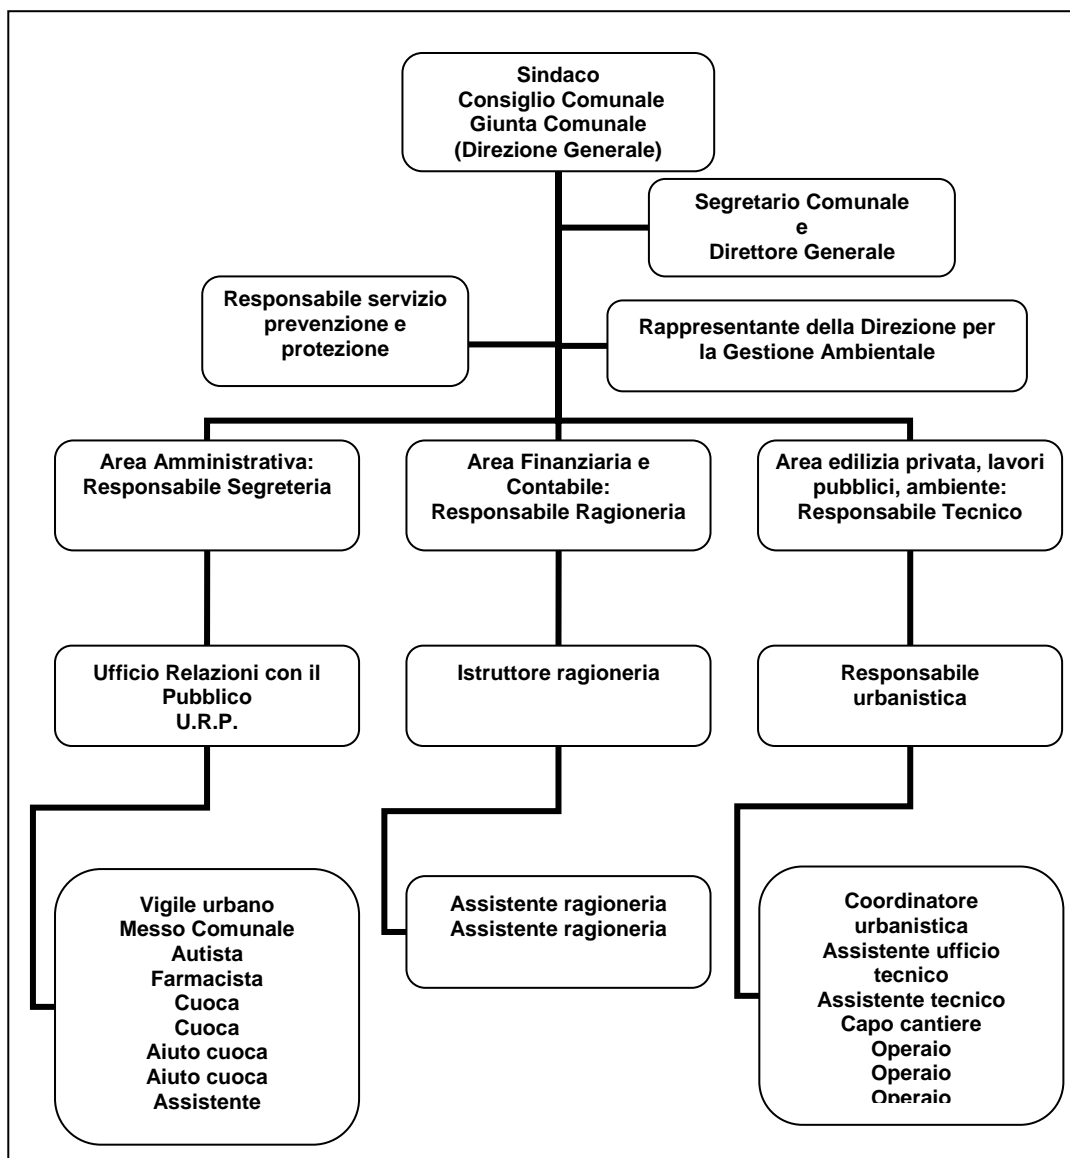 Sindaco
Consiglio Comunale
Giunta Comunale
(Direzione Generale)
Segretario Comunale
e
Direttore Generale
Responsabile servizio
prevenzione e
protezione
Rappresentante della Direzione per
la Gestione Ambientale
Area Amministrativa:
Responsabile Segreteria
Area Finanziaria e
Contabile:
Responsabile Ragioneria
Area edilizia privata, lavori
pubblici, ambiente:
Responsabile Tecnico
Ufficio Relazioni con il
Pubblico
U.R.P.
Istruttore ragioneria
Responsabile
urbanistica
Vigile urbano
Messo Comunale
Autista
Farmacista
Cuoca
Cuoca
Aiuto cuoca
Aiuto cuoca
Assistente
Assistente ragioneria
Assistente ragioneria
Coordinatore
urbanistica
Assistente ufficio
tecnico
Assistente tecnico
Capo cantiere
Operaio
Operaio
Operaio